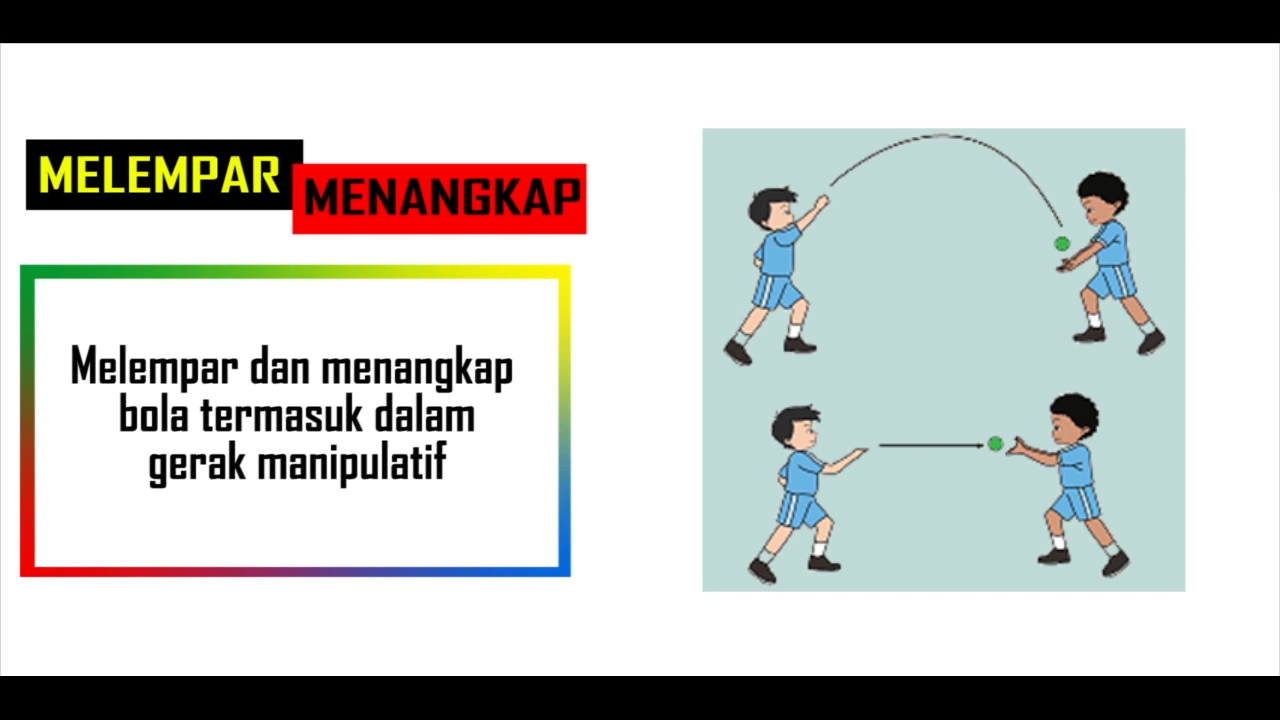 MELEMPAR
MENANGKAP
Melempar dan menangkap
bola termasuk dalam
gerak manipulatif